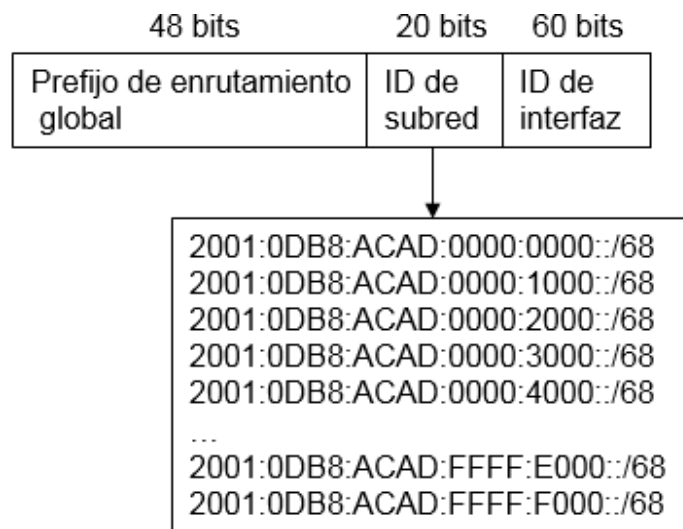 48 bits 20 bits 60 bits
Prefijo de enrutamiento global
ID de subred
ID de interfaz
2001:0DB8:ACAD:0000:0000::/68
2001:0DB8:ACAD:0000:1000::/68
2001:0DB8:ACAD:0000:2000::/68
2001:0DB8:ACAD:0000:3000::/68
2001:0DB8:ACAD:0000:4000::/68
...
2001:0DB8:ACAD:FFFF:E000::/68
2001:0DB8:ACAD:FFFF:F000::/68